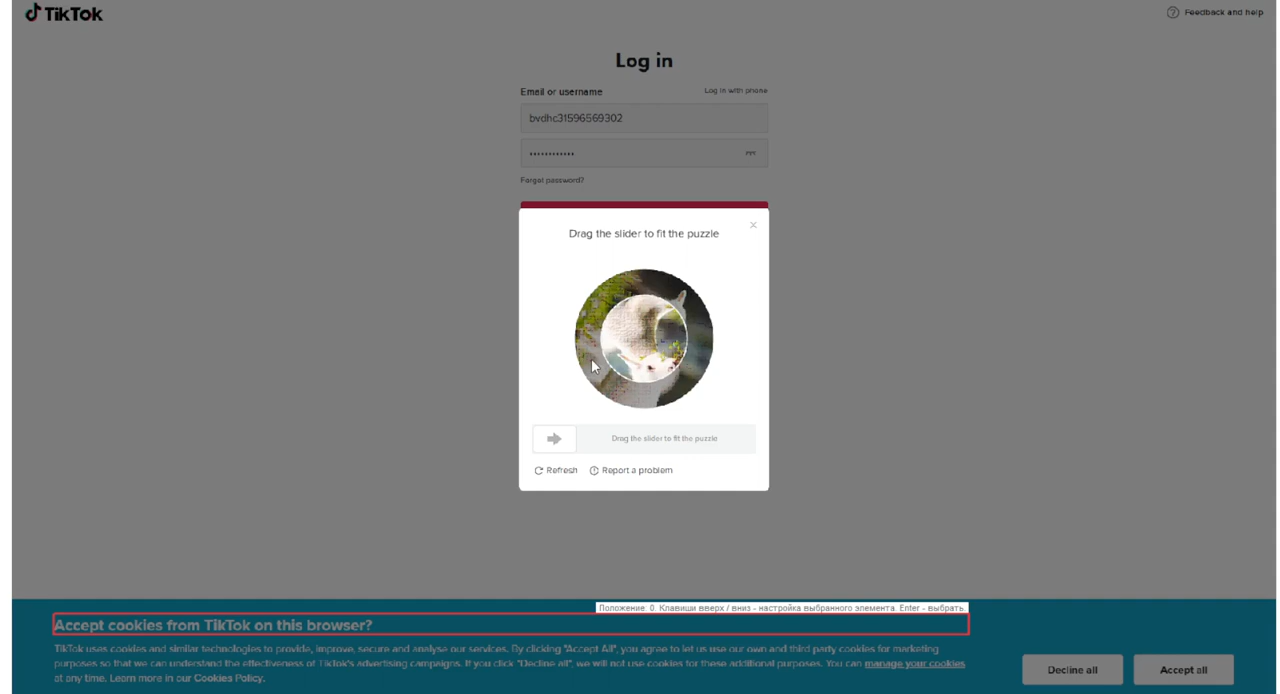 TikTok
Feedback and help
Log in
Email or username
Log in with phone
bvdhc31596569302
••••••••••••
Forgot password?
Drag the slider to fit the puzzle
Drag the slider to fit the puzzle
Refresh
Report a problem
Положение: 0. Клавиши вверх / вниз - настройка выбранного элемента. Enter - выбрать.
Accept cookies from TikTok on this browser?
TikTok uses cookies and similar technologies to provide, improve, secure and analyse our services. By clicking "Accept All", you agree to let us use our own and third party cookies for marketing
purposes so that we can understand the effectiveness of TikTok's advertising campaigns. If you click "Decline all", we will not use cookies for these additional purposes. You can manage your cookies
at any time. Learn more in our Cookies Policy.
Decline all
Accept all